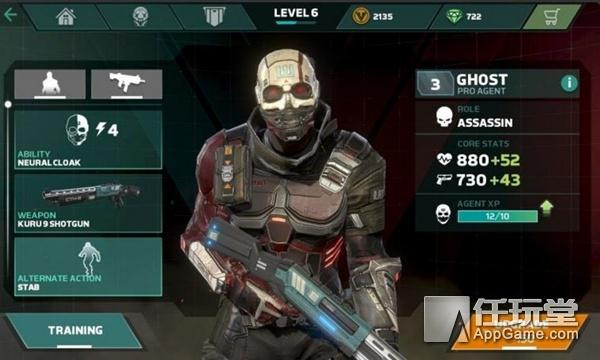 LEVEL 6
2135
722
3
GH0ST
PRO AGENT
i
4
ABILITY
NEURAL CLOAK
WEAPON
KURU 9 SHOTGUN
ALTERNATE ACTION
STAB
TRAINING
ROLE
ASSASSIN
CORE STATS
880+52
730+43
AGENT XP
12/10
任玩堂
AppGame.com